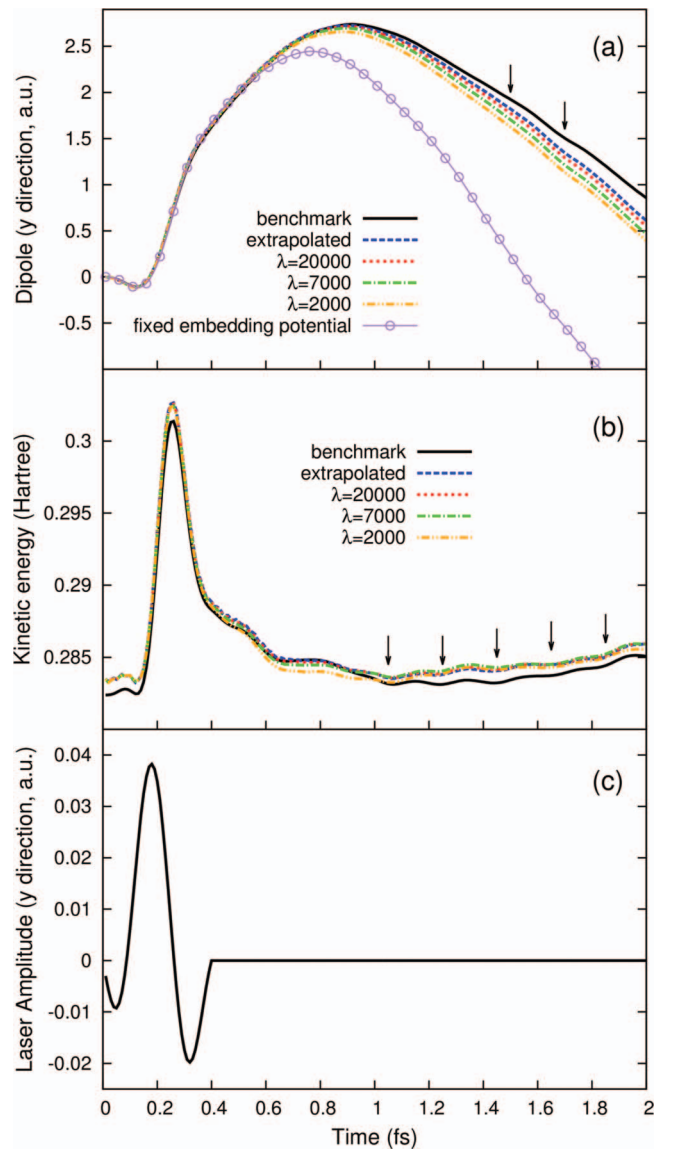 (a)
2.5
2
1.5
1
0.5
0
-0.5
Dipole (y direction, a.u.)
benchmark
extrapolated
λ=20000
λ=7000
λ=2000
fixed embedding potential
(b)
0.3
0.295
0.29
0.285
Kinetic energy (Hartree)
benchmark
extrapolated
λ=20000
λ=7000
λ=2000
(c)
0.04
0.03
0.02
0.01
0
-0.01
-0.02
Laser Amplitude (y direction, a.u.)
0 0.2 0.4 0.6 0.8 1 1.2 1.4 1.6 1.8 2
Time (fs)